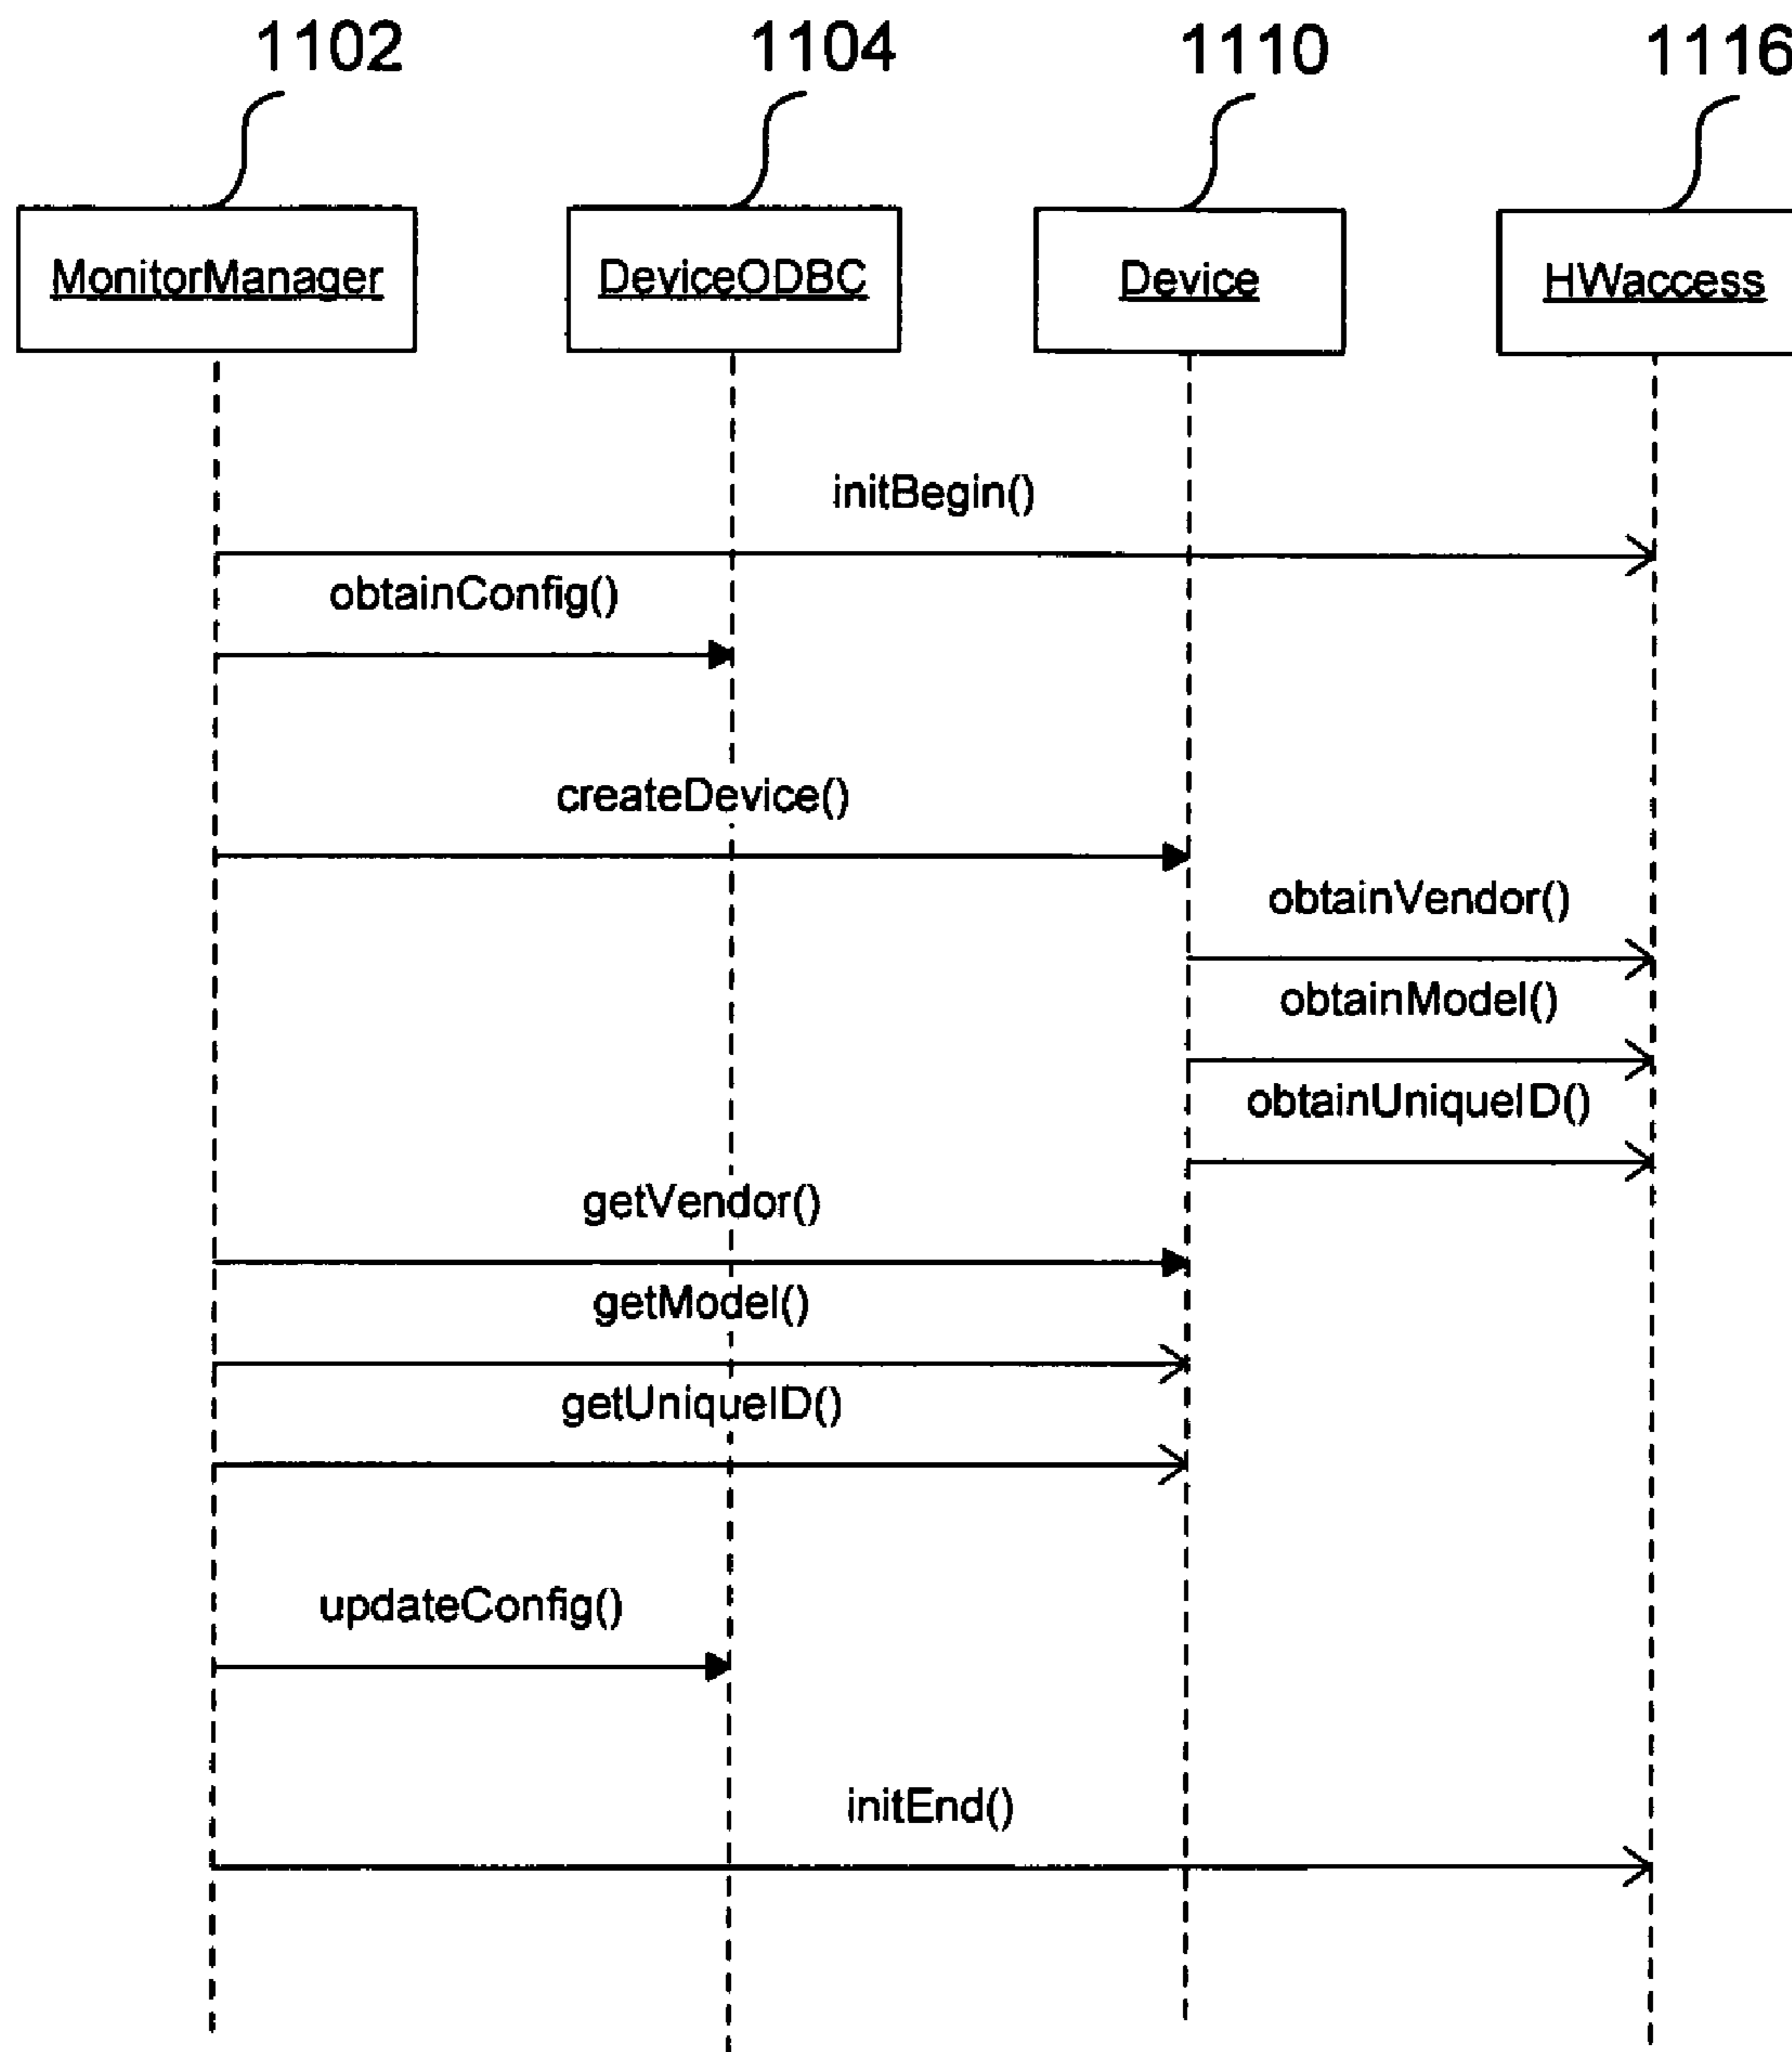 1102 1104 1110 1116
MonitorManager DeviceODBC Device HWaccess
initBegin()
obtainConfig()
createDevice()
obtainVendor()
obtainModel()
obtainUniqueID()
getVendor()
getModel()
getUniqueID()
updateConfig()
initEnd()